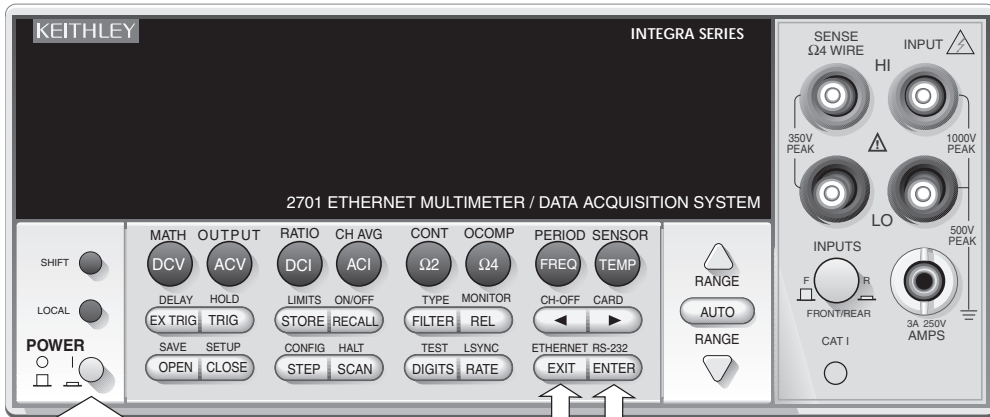 KEITHLEY
INTEGRA SERIES
2701 ETHERNET MULTIMETER / DATA ACQUISITION SYSTEM
SENSE
Ω4 WIRE
INPUT
HI
350V
PEAK
1000V
PEAK
LO
500V
PEAK
INPUTS
F R
FRONT/REAR
3A 250V
AMPS
CAT I
MATH OUTPUT RATIO CH AVG CONT OCOMP PERIOD SENSOR
SHIFT DCV ACV DCI ACI Ω2 Ω4 FREQ TEMP
RANGE
DELAY HOLD LIMITS ON/OFF TYPE MONITOR CH-OFF CARD
LOCAL EX TRIG TRIG STORE RECALL FILTER REL ◄ ► AUTO
POWER
SAVE SETUP CONFIG HALT TEST LSYNC ETHERNET RS-232
RANGE
OPEN CLOSE STEP SCAN DIGITS RATE EXIT ENTER